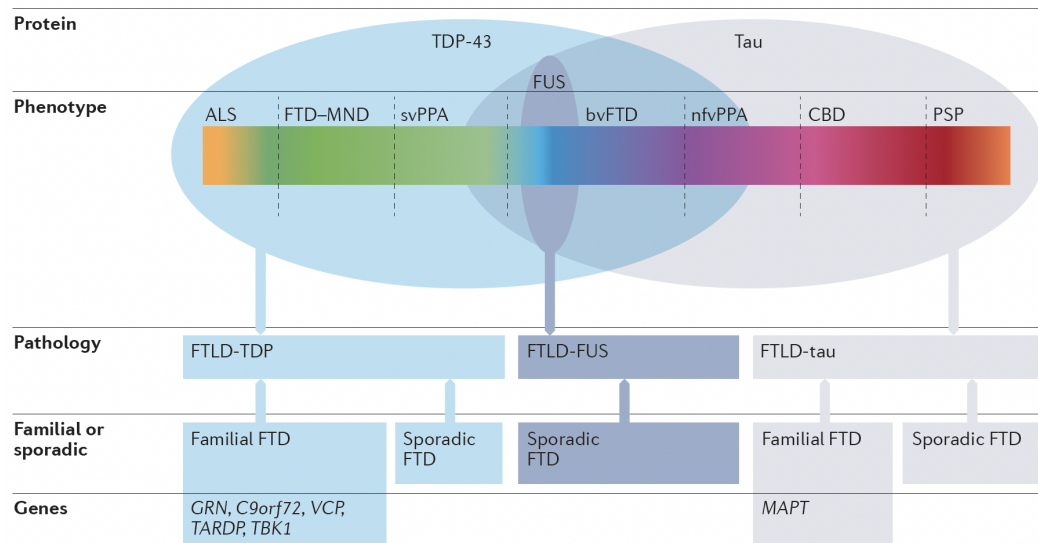 Protein
TDP-43
Tau
FUS
Phenotype
ALS
FTD–MND
svPPA
bvFTD
nfvPPA
CBD
PSP
Pathology
FTLD-TDP
FTLD-FUS
FTLD-tau
Familial or
sporadic
Familial FTD
Sporadic
FTD
Sporadic
FTD
Familial FTD
Sporadic FTD
Genes
GRN, C9orf72, VCP,
TARDP, TBK1
MAPT